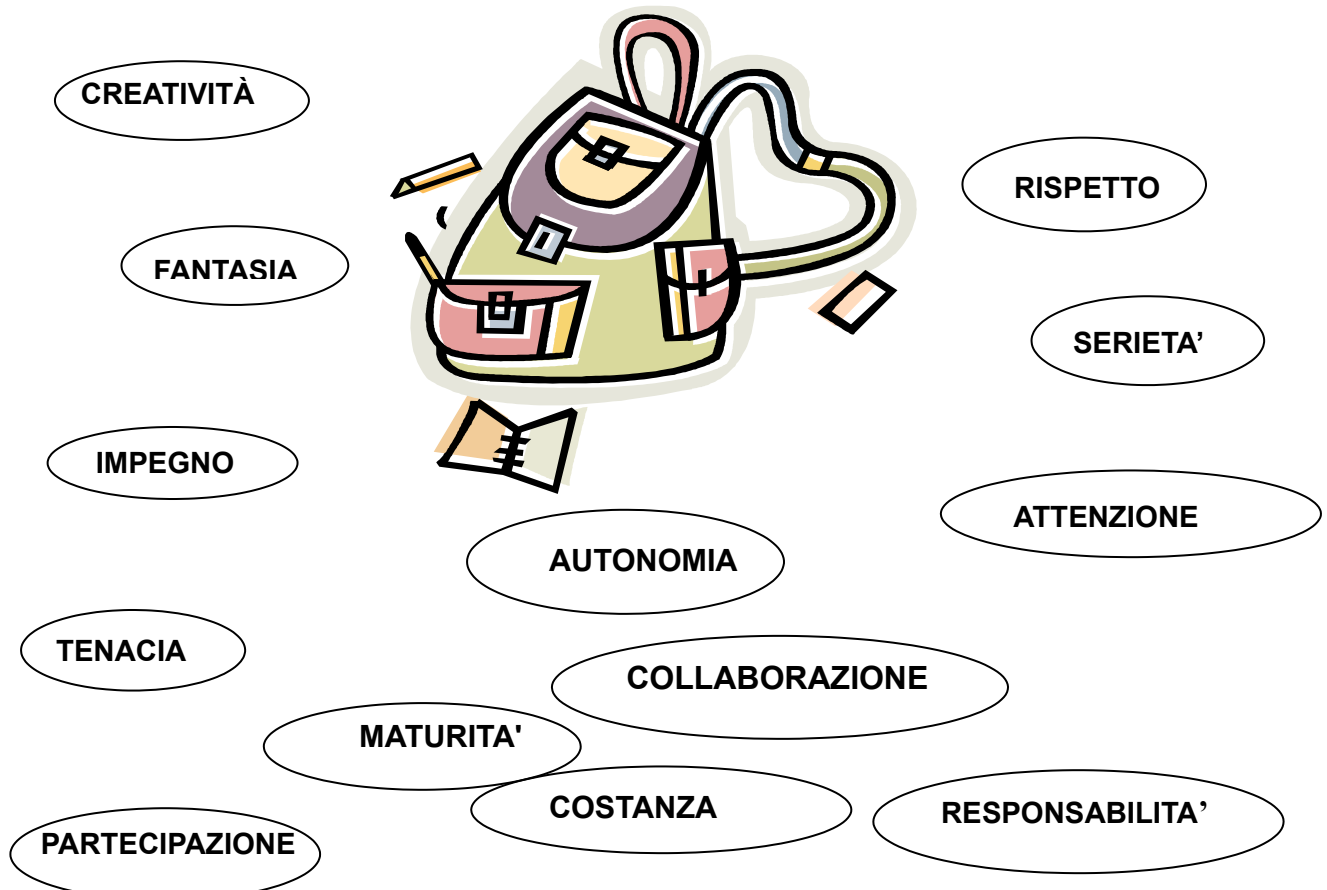 CREATIVITÀ
RISPETTO
FANTASIA
SERIETA’
IMPEGNO
ATTENZIONE
AUTONOMIA
TENACIA
COLLABORAZIONE
MATURITA'
COSTANZA
RESPONSABILITA’
PARTECIPAZIONE